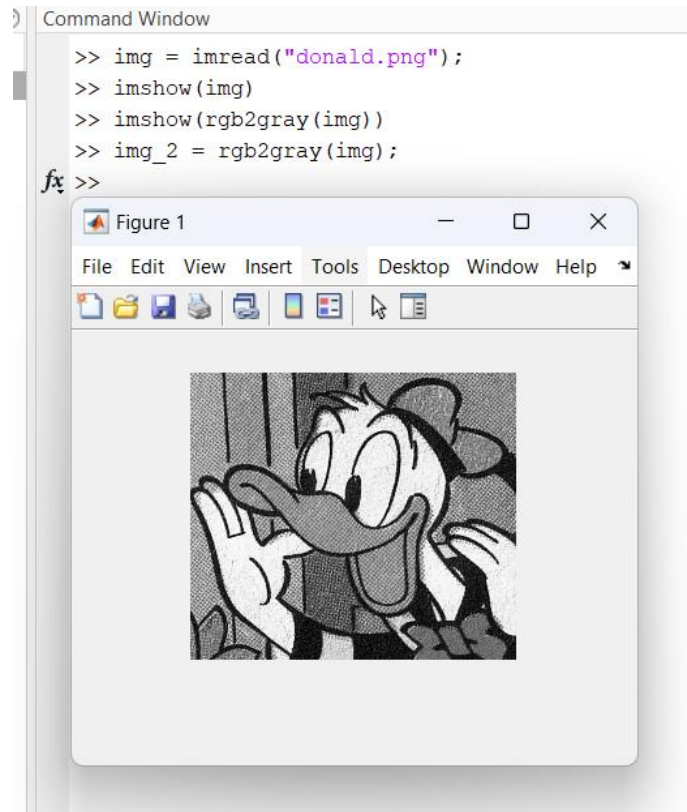 Command Window
>> img = imread("donald.png");
>> imshow(img)
>> imshow(rgb2gray(img))
>> img_2 = rgb2gray(img);
fx >>
Figure 1
File Edit View Insert Tools Desktop Window Help